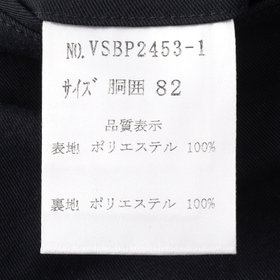 NO. VSBP2453-1
サイズ 胴囲 82
品質表示
表地 ポリエステル 100%
裏地 ポリエステル 100%